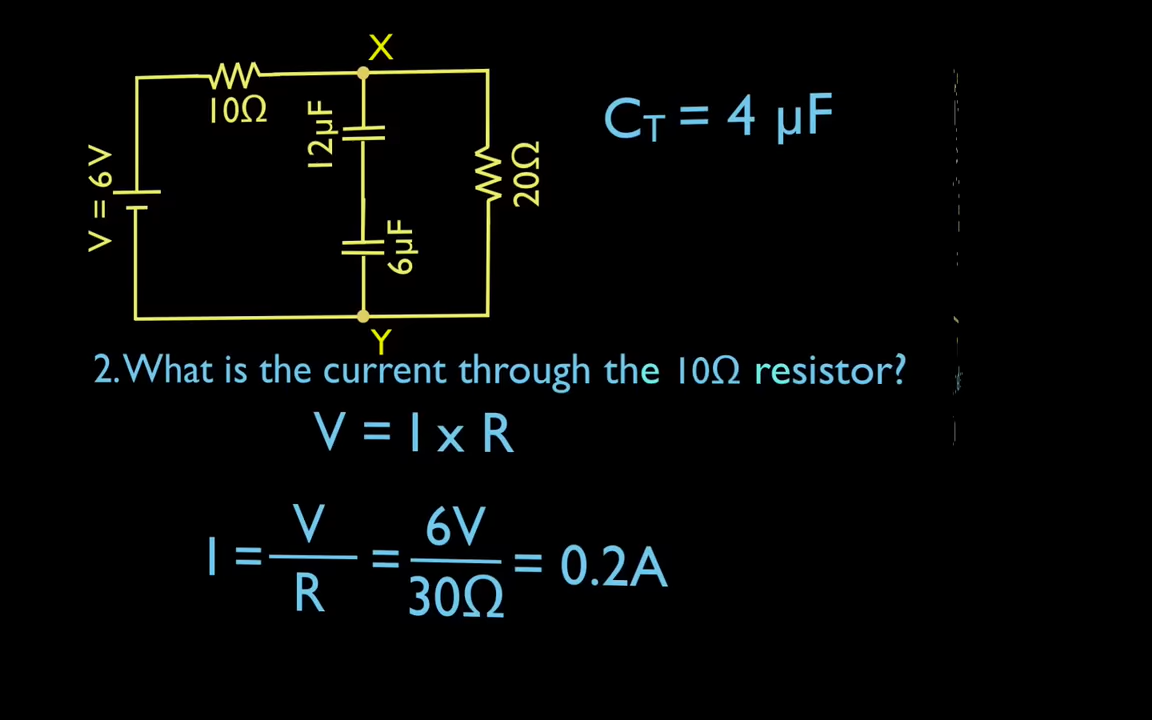 X
10Ω
12μF
V = 6 V
20Ω
6μF
Y
C_T = 4 μF
2. What is the current through the 10Ω resistor?
V = I x R
I = V/R = 6V/30Ω = 0.2A